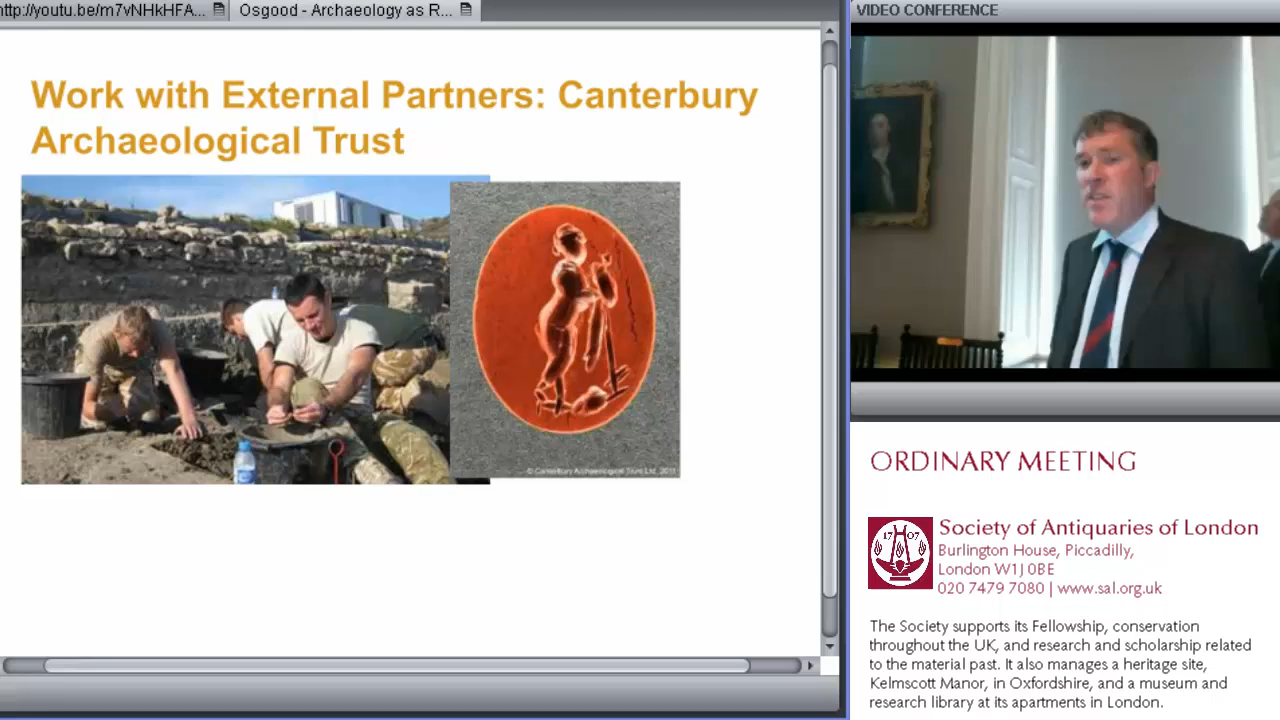 http://youtu.be/m7vNHkHFA...
Osgood - Archaeology as R...
VIDEO CONFERENCE
Work with External Partners: Canterbury
Archaeological Trust
© Canterbury Archaeological Trust Ltd, 2011
ORDINARY MEETING
17 07
Society of Antiquaries of London
Burlington House, Piccadilly,
London W1J 0BE
020 7479 7080 | www.sal.org.uk
The Society supports its Fellowship, conservation
throughout the UK, and research and scholarship related
to the material past. It also manages a heritage site,
Kelmscott Manor, in Oxfordshire, and a museum and
research library at its apartments in London.